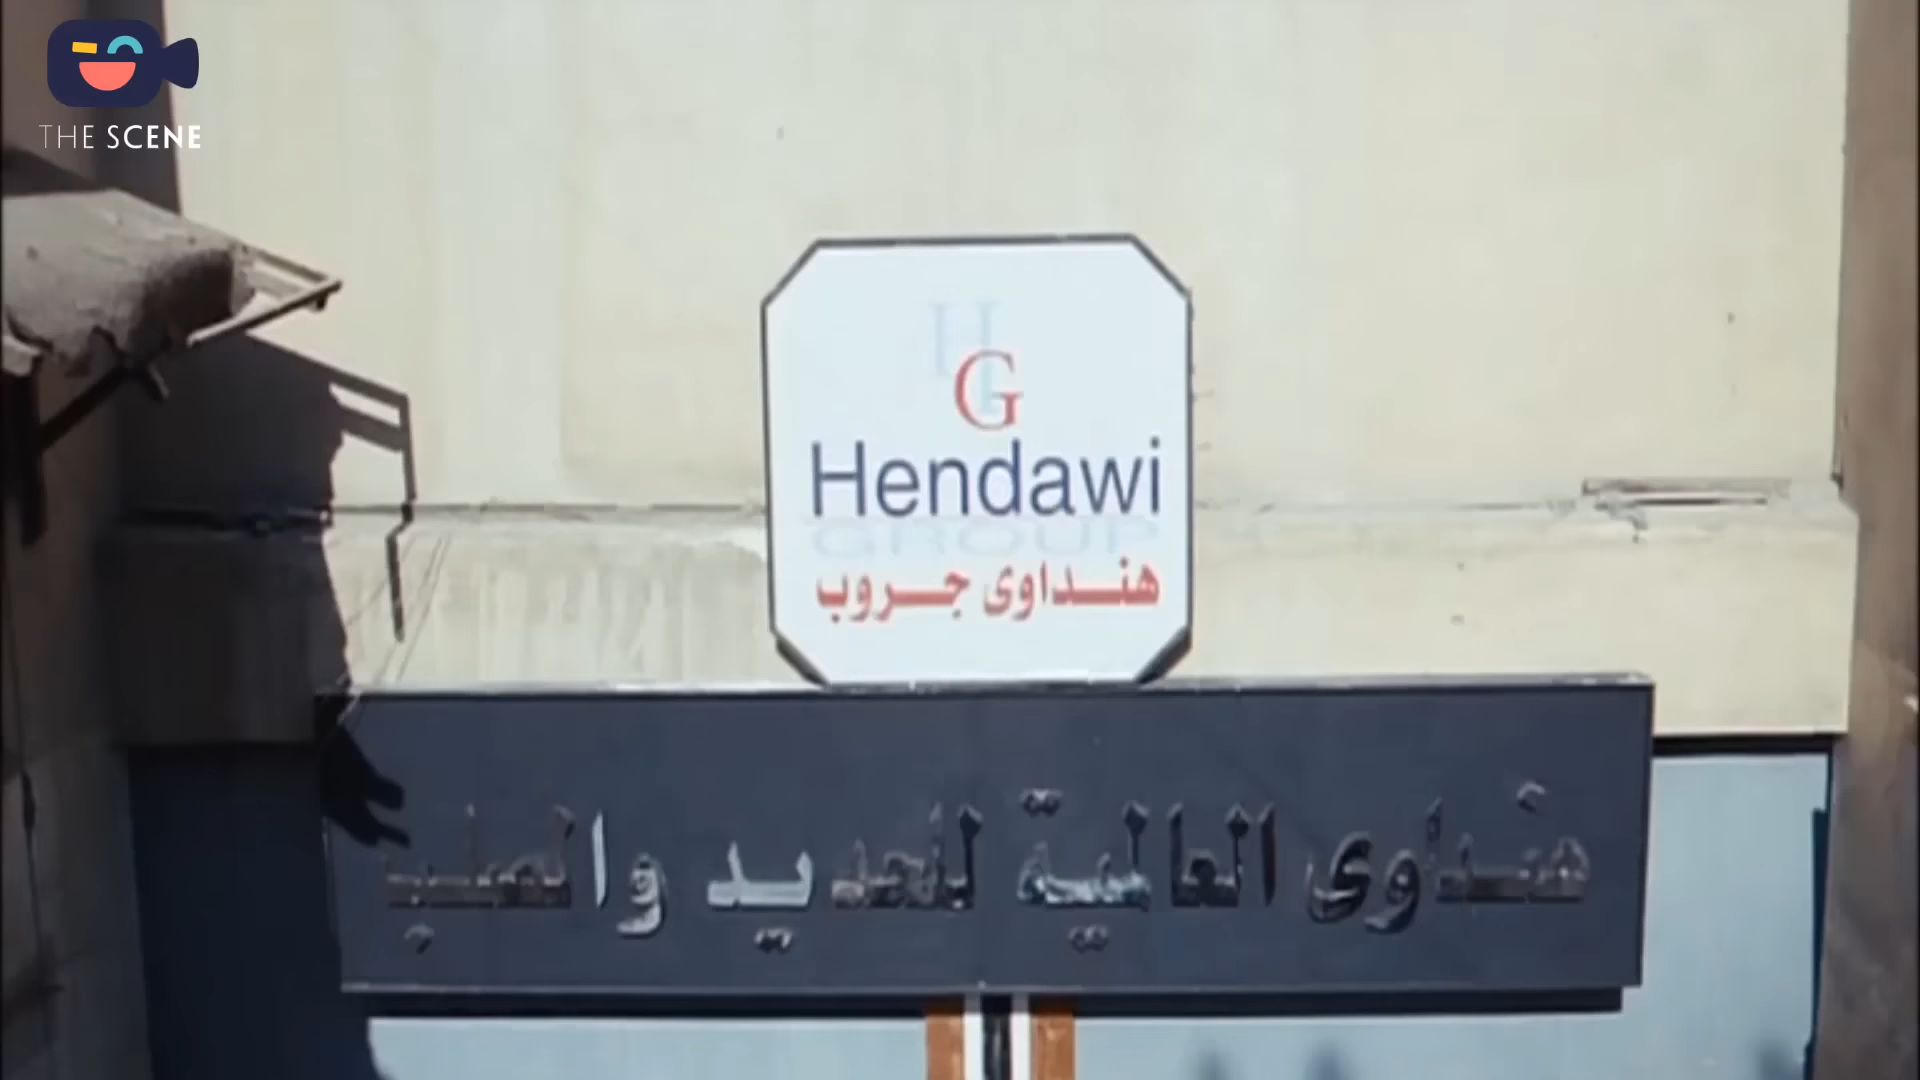 THE SCENE
HG
Hendawi
GROUP
هنداوى جروب
هنداوى العالمية للحديد والصلب